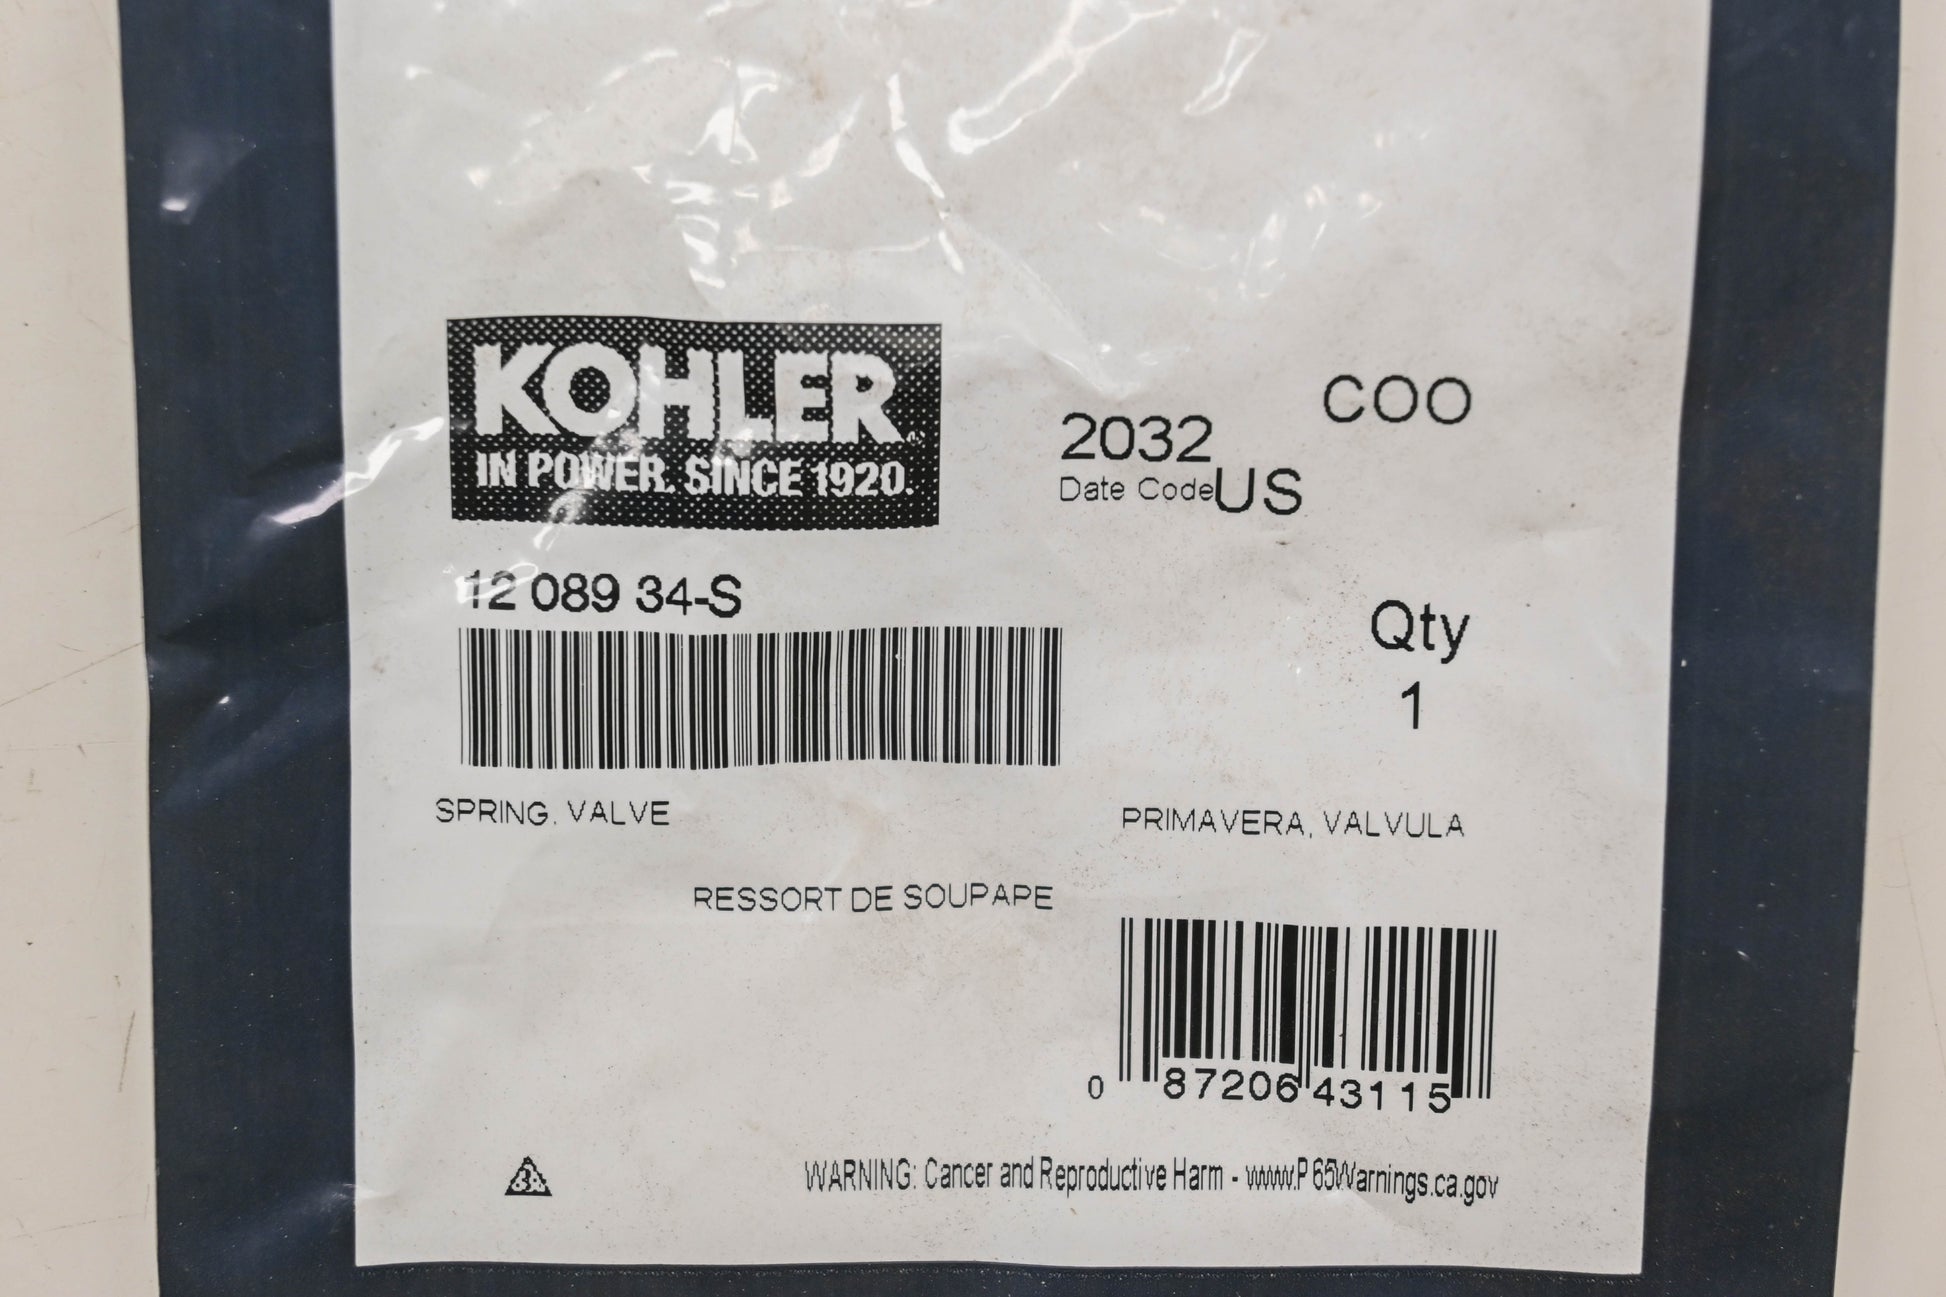 KOHLER
IN POWER. SINCE 1920.
COO
2032
Date Code US
12 089 34-S
Qty
1
SPRING, VALVE
PRIMAVERA, VALVULA
RESSORT DE SOUPAPE
0 87206 43115
3
WARNING: Cancer and Reproductive Harm - www.P65Warnings.ca.gov